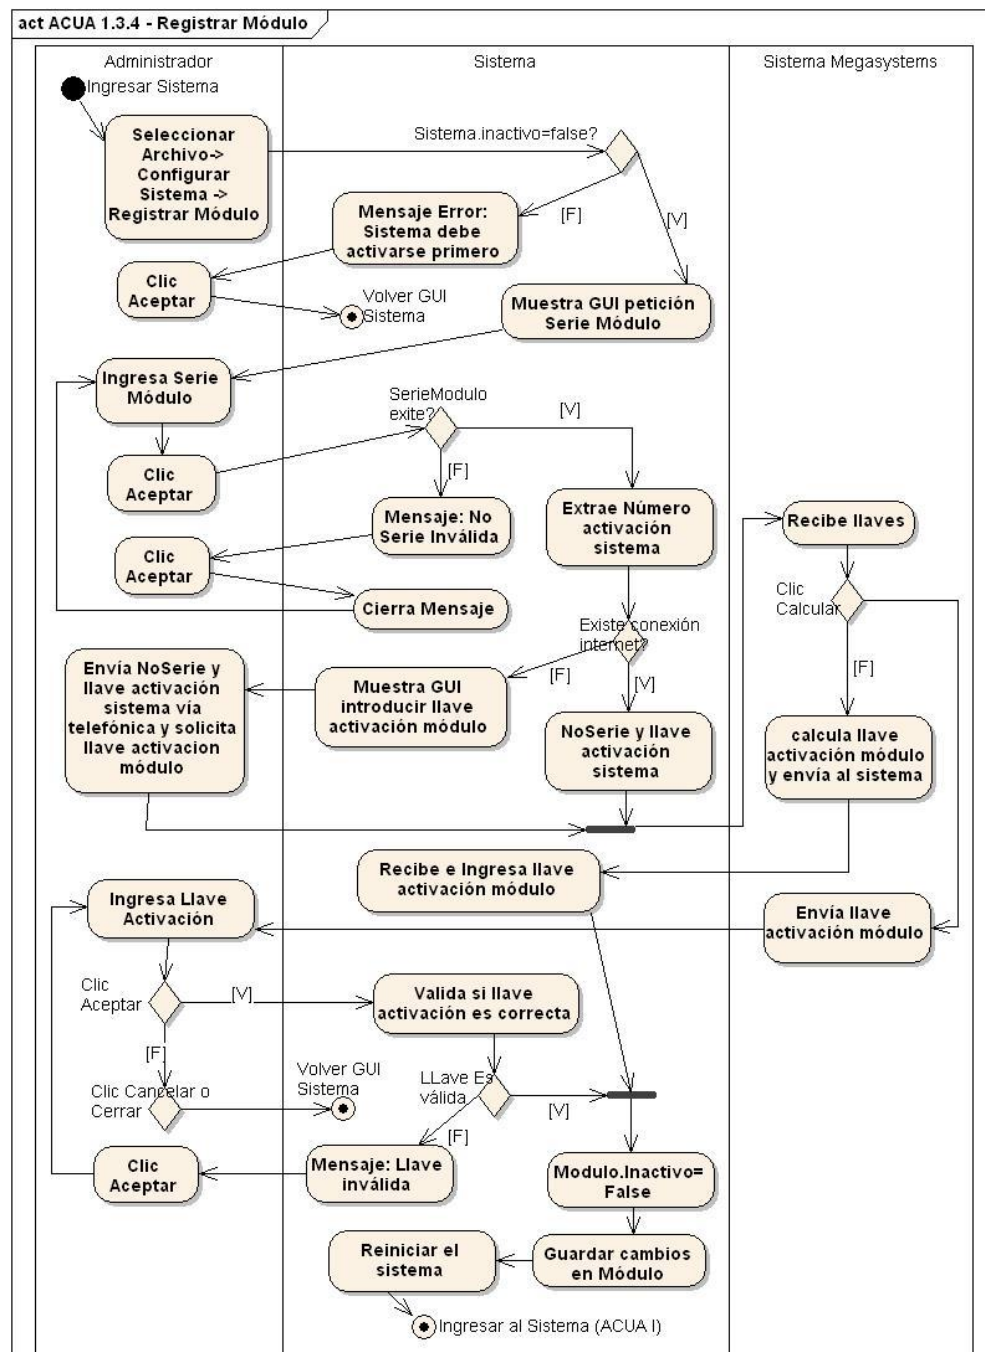 act ACUA 1.3.4 - Registrar Módulo
Administrador
Sistema
Sistema Megasystems
Ingresar Sistema
Seleccionar
Archivo->
Configurar
Sistema ->
Registrar Módulo
Sistema.inactivo=false?
[F]
[V]
Mensaje Error:
Sistema debe
activarse primero
Clic
Aceptar
Volver GUI
Sistema
Muestra GUI petición
Serie Módulo
Ingresa Serie
Módulo
SerieModulo
exite?
[V]
[F]
Clic
Aceptar
Mensaje: No
Serie Inválida
Extrae Número
activación
sistema
Recibe llaves
Clic
Aceptar
Cierra Mensaje
Clic
Calcular
Existe conexión
internet?
[F]
[V]
[F]
Envía NoSerie y
llave activación
sistema vía
telefónica y solicita
llave activacion
módulo
Muestra GUI
introducir llave
activación módulo
NoSerie y llave
activación
sistema
calcula llave
activación módulo
y envía al sistema
Recibe e Ingresa llave
activación módulo
Ingresa Llave
Activación
Envía llave
activación módulo
Clic
Aceptar
[V]
[F]
Valida si llave
activación es correcta
Clic Cancelar o
Cerrar
Volver GUI
Sistema
LLave Es
válida
[V]
[F]
Clic
Aceptar
Mensaje: Llave
inválida
Modulo.Inactivo=
False
Reiniciar el
sistema
Guardar cambios
en Módulo
Ingresar al Sistema (ACUA I)